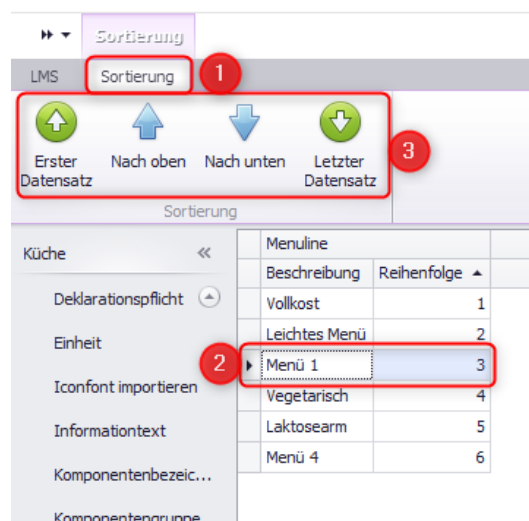 Sortierung
LMS Sortierung 1
Erster Datensatz Nach oben Nach unten Letzter Datensatz 3
Sortierung
Küche
Deklarationspflicht
Einheit
Iconfont importieren
Informationtext
Komponentenbezeic...
Komponentengruppe
Menuline
Beschreibung Reihenfolge
Vollkost 1
Leichtes Menü 2
2 Menü 1 3
Vegetarisch 4
Laktosearm 5
Menü 4 6